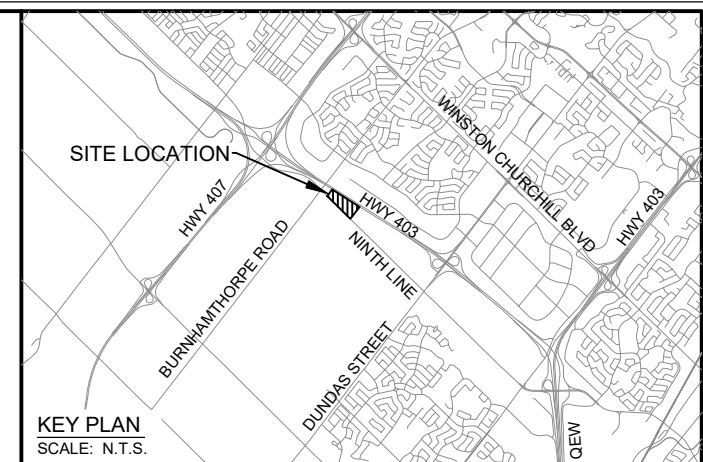 SITE LOCATION
WINSTON CHURCHILL BLVD
HWY 403
HWY 407
HWY 403
BURNHAMTHORPE ROAD
NINTH LINE
DUNDAS STREET
QEW
KEY PLAN
SCALE: N.T.S.